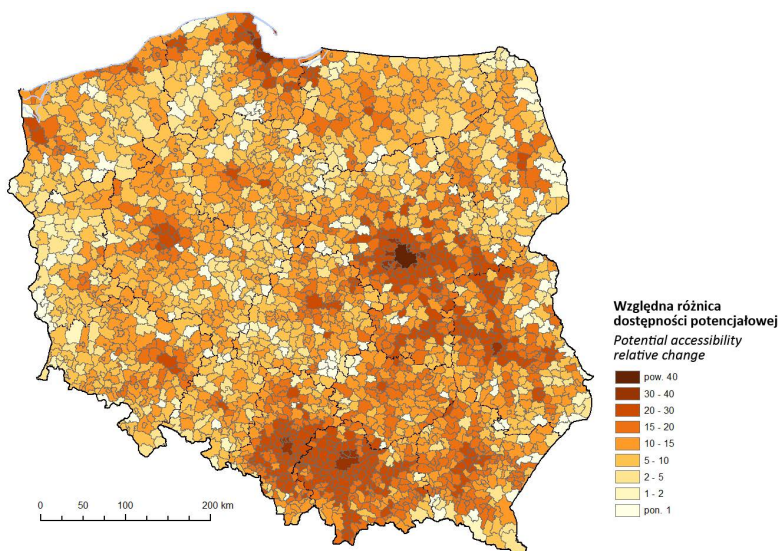 Względna różnica
dostępności potencjałowej
Potential accessibility
relative change
pow. 40
30 - 40
20 - 30
15 - 20
10 - 15
5 - 10
2 - 5
1 - 2
pon. 1
0 50 100 200 km